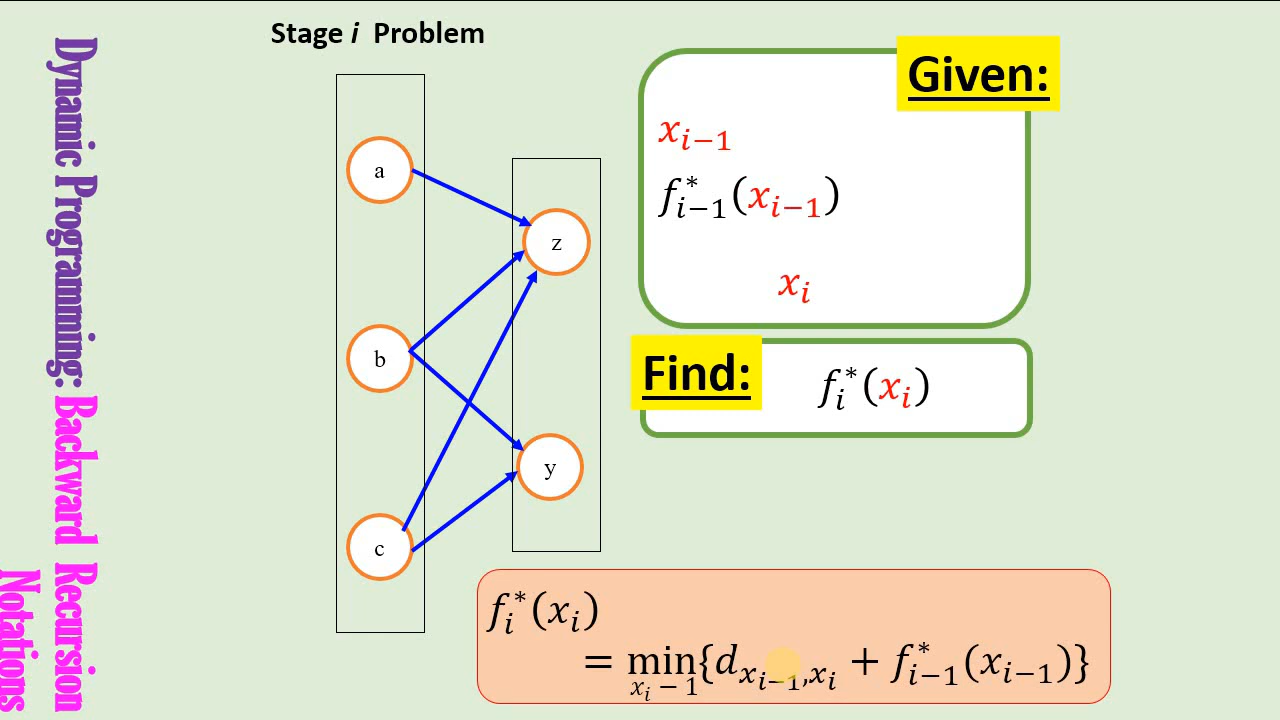 Stage i Problem
Dynamic Programming: Backward Recursion
Notations
a
b
c
z
y
Given:
x_{i−1}
f*_{i−1}(x_{i−1})
x_i
Find:
f*_i(x_i)
f*_i(x_i)
= min_{x_i − 1}{d_{x_{i−1},x_i} + f*_{i−1}(x_{i−1})}